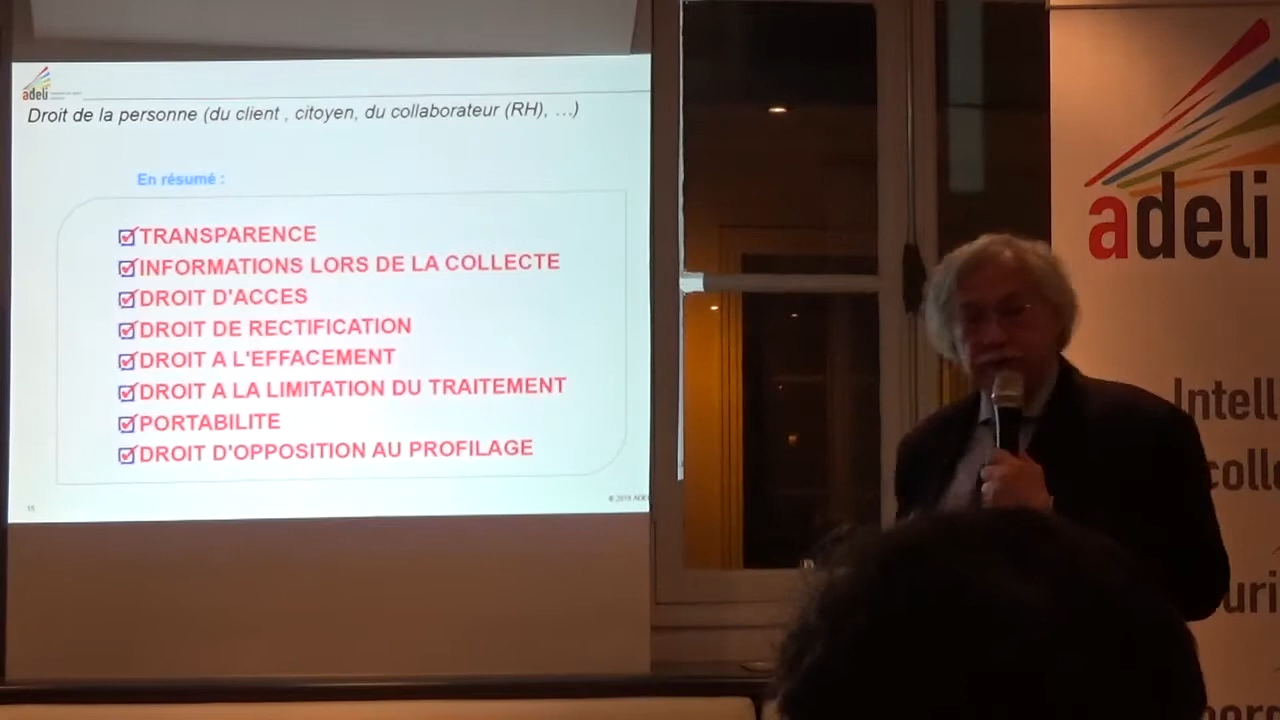 adeli
Droit de la personne (du client , citoyen, du collaborateur (RH), ...)
En résumé :
TRANSPARENCE
INFORMATIONS LORS DE LA COLLECTE
DROIT D'ACCES
DROIT DE RECTIFICATION
DROIT A L'EFFACEMENT
DROIT A LA LIMITATION DU TRAITEMENT
PORTABILITE
DROIT D'OPPOSITION AU PROFILAGE
15
adeli
Intell
colle
uri